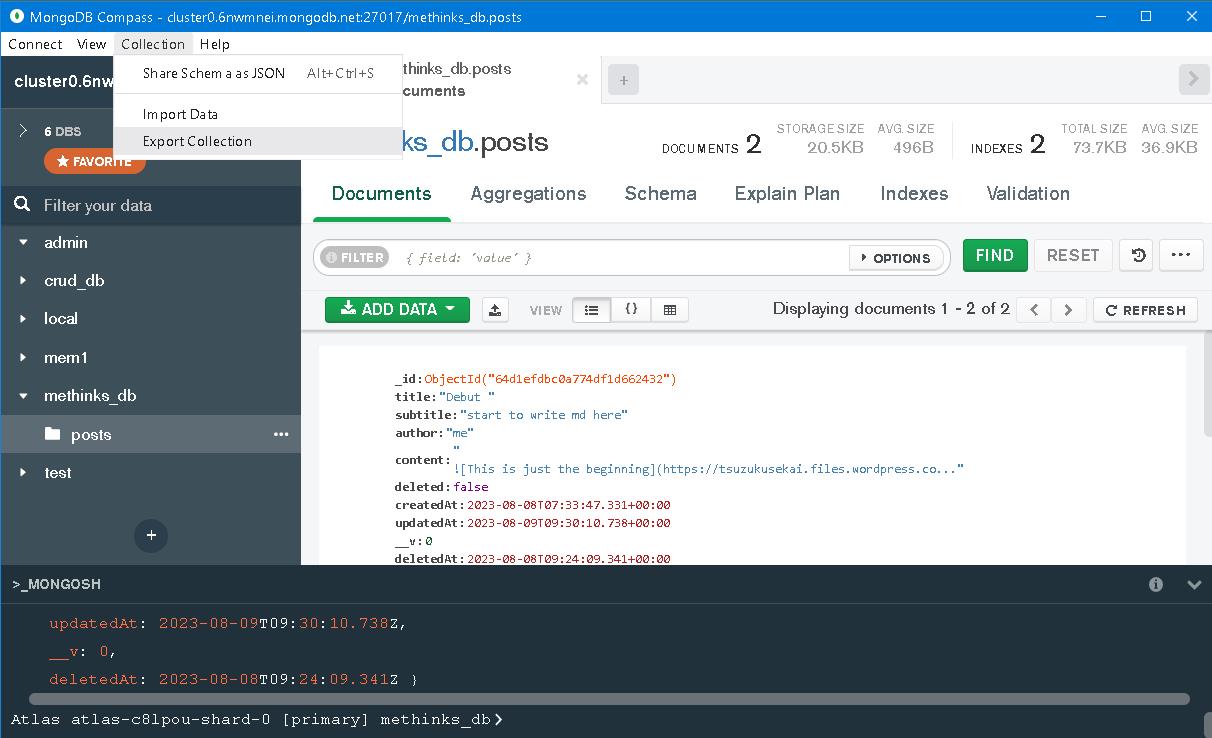 MongoDB Compass - cluster0.6nwmnei.mongodb.net:27017/methinks_db.posts
Connect View Collection Help
Share Schema as JSON Alt+Ctrl+S
Import Data
Export Collection
cluster0.6nw
6 DBS
FAVORITE
Filter your data
admin
crud_db
local
mem1
methinks_db
posts
test
+
thinks_db.posts
cuments
+
ks_db.posts
DOCUMENTS 2
STORAGE SIZE
20.5KB
AVG. SIZE
496B
INDEXES 2
TOTAL SIZE
73.7KB
AVG. SIZE
36.9KB
Documents Aggregations Schema Explain Plan Indexes Validation
FILTER { field: 'value' } OPTIONS FIND RESET
ADD DATA VIEW {} Displaying documents 1 - 2 of 2 REFRESH
_id:ObjectId("64d1efdbc0a774df1d662432")
title:"Debut "
subtitle:"start to write md here"
author:"me"
content:"
![This is just the beginning](https://tsuzukusekai.files.wordpress.co..."
deleted:false
createdAt:2023-08-08T07:33:47.331+00:00
updatedAt:2023-08-09T09:30:10.738+00:00
__v:0
deletedAt:2023-08-08T09:24:09.341+00:00
>_MONGOSH
updatedAt: 2023-08-09T09:30:10.738Z,
__v: 0,
deletedAt: 2023-08-08T09:24:09.341Z }
Atlas atlas-c8lpou-shard-0 [primary] methinks_db>